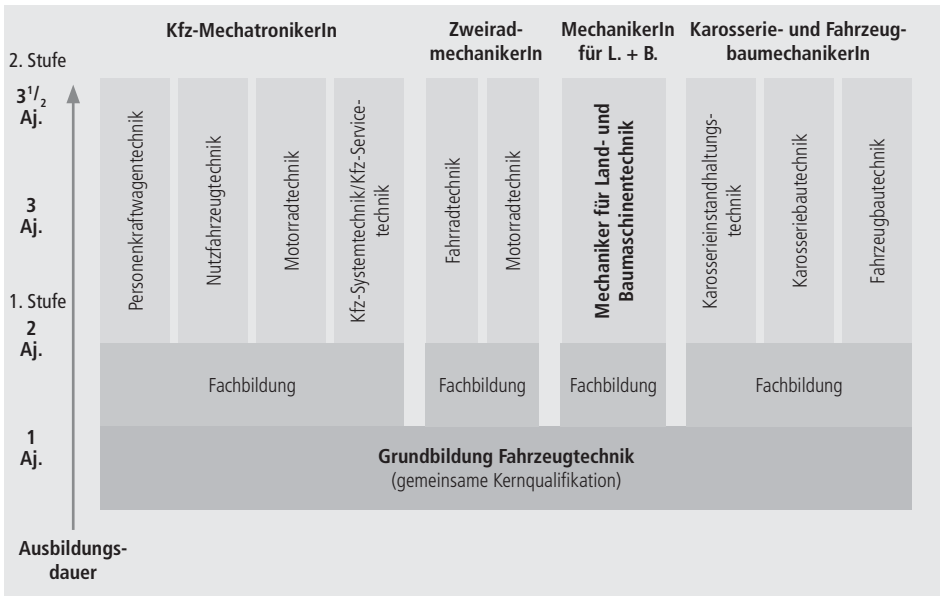 Kfz-MechatronikerIn
Zweirad-
mechanikerIn
MechanikerIn
für L. + B.
Karosserie- und Fahrzeug-
baumechanikerIn
2. Stufe
3 1/2
Aj.
3
Aj.
1. Stufe
2
Aj.
1
Aj.
Ausbildungs-
dauer
Personenkraftwagentechnik
Nutzfahrzeugtechnik
Motorradtechnik
Kfz-Systemtechnik/Kfz-Service-
technik
Fahrradtechnik
Motorradtechnik
Mechaniker für Land- und
Baumaschinentechnik
Karosserieinstandhaltungs-
technik
Karosseriebautechnik
Fahrzeugbautechnik
Fachbildung
Fachbildung
Fachbildung
Fachbildung
Grundbildung Fahrzeugtechnik
(gemeinsame Kernqualifikation)